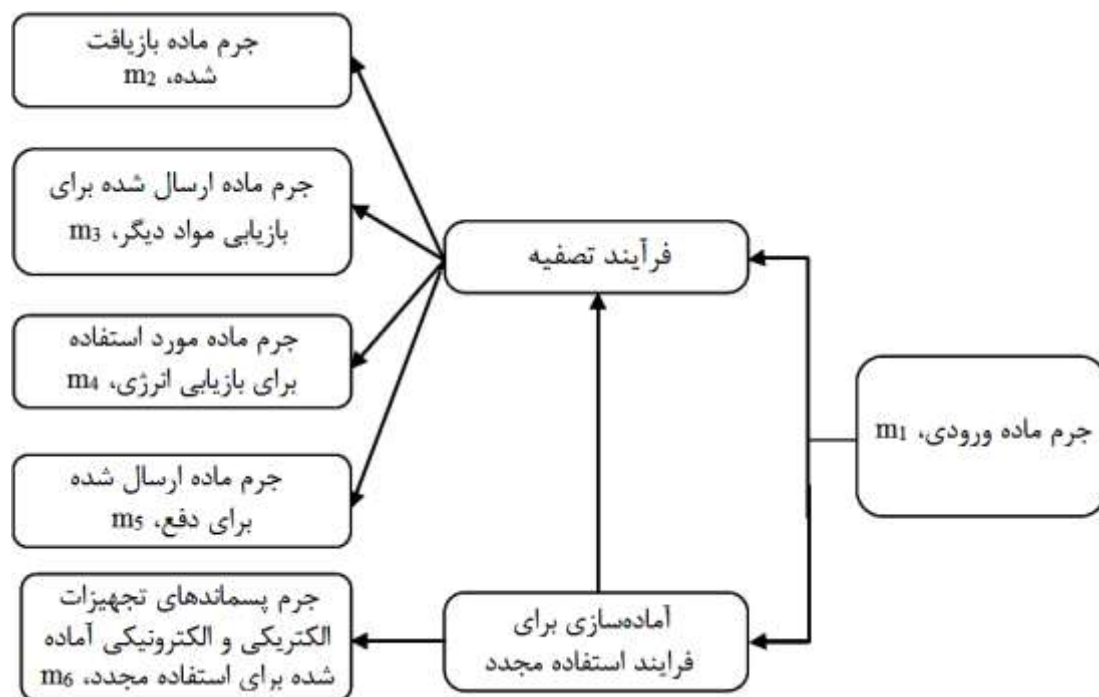 جرم ماده ورودی، m₁
فرآیند تصفیه
آماده‌سازی برای
فرایند استفاده مجدد
جرم ماده بازیافت
شده، m₂
جرم ماده ارسال شده برای
بازیابی مواد دیگر، m₃
جرم ماده مورد استفاده
برای بازیابی انرژی، m₄
جرم ماده ارسال شده
برای دفع، m₅
جرم پسماندهای تجهیزات
الکتریکی و الکترونیکی آماده
شده برای استفاده مجدد، m₆